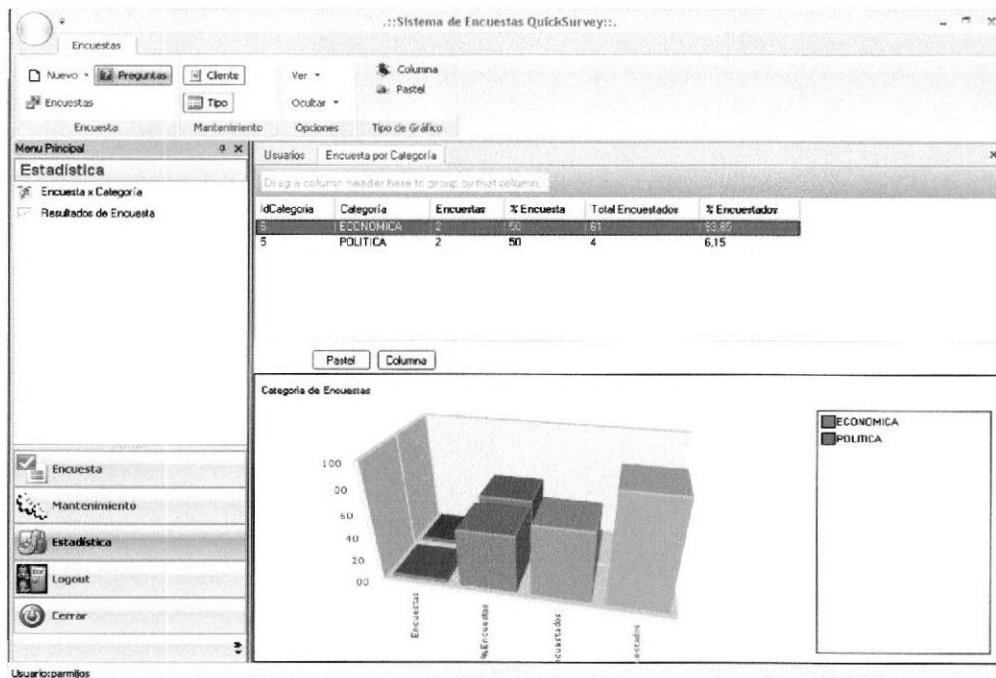 .::Sistema de Encuestas QuickSurvey::.
Encuestas
Nuevo Preguntas Cliente Ver Columna
Pastel
Encuestas Tipo Ocultar
Encuesta Mantenimiento Opciones Tipo de Gráfico
Menu Principal
Estadística
Encuesta x Categoría
Resultados de Encuesta
Usuarios Encuesta por Categoría
Drag a column header here to group by that column.
IdCategoria Categoría Encuestas % Encuesta Total Encuestados % Encuestados
6 ECONOMICA 2 50 61 93,85
5 POLITICA 2 50 4 6,15
Pastel Columna
Categoria de Encuestas
ECONOMICA
POLITICA
100
80
60
40
20
00
Encuestas
%Encuestas
ncuestados
estados
Encuesta
Mantenimiento
Estadística
Logout
Cerrar
Usuario:parmijos